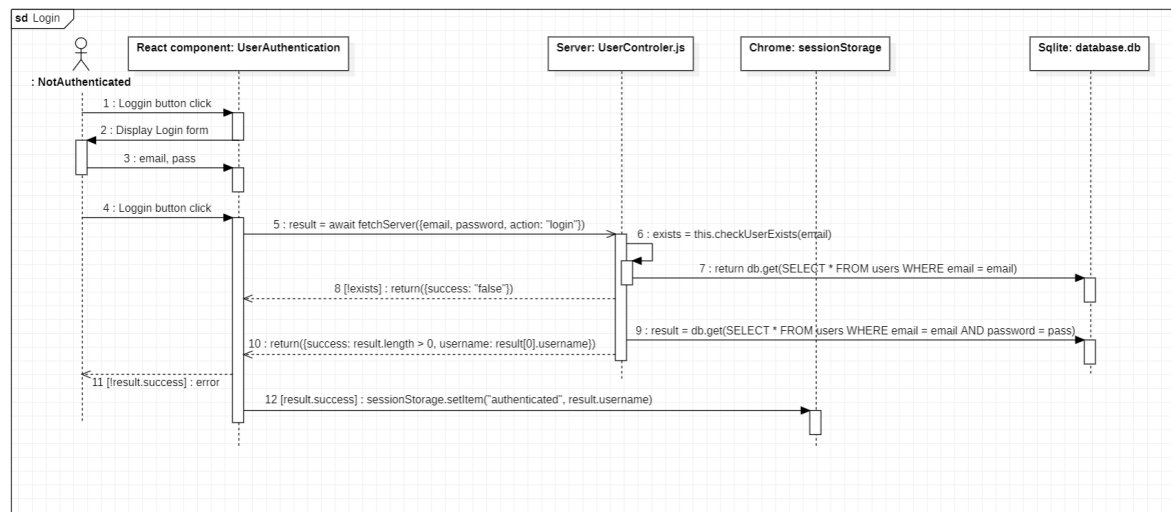 sd Login
React component: UserAuthentication
Server: UserControler.js
Chrome: sessionStorage
Sqlite: database.db
: NotAuthenticated
1 : Loggin button click
2 : Display Login form
3 : email, pass
4 : Loggin button click
5 : result = await fetchServer({email, password, action: "login"})
6 : exists = this.checkUserExists(email)
7 : return db.get(SELECT * FROM users WHERE email = email)
8 [!exists] : return({success: "false"})
9 : result = db.get(SELECT * FROM users WHERE email = email AND password = pass)
10 : return({success: result.length > 0, username: result[0].username})
11 [!result.success] : error
12 [result.success] : sessionStorage.setItem("authenticated", result.username)